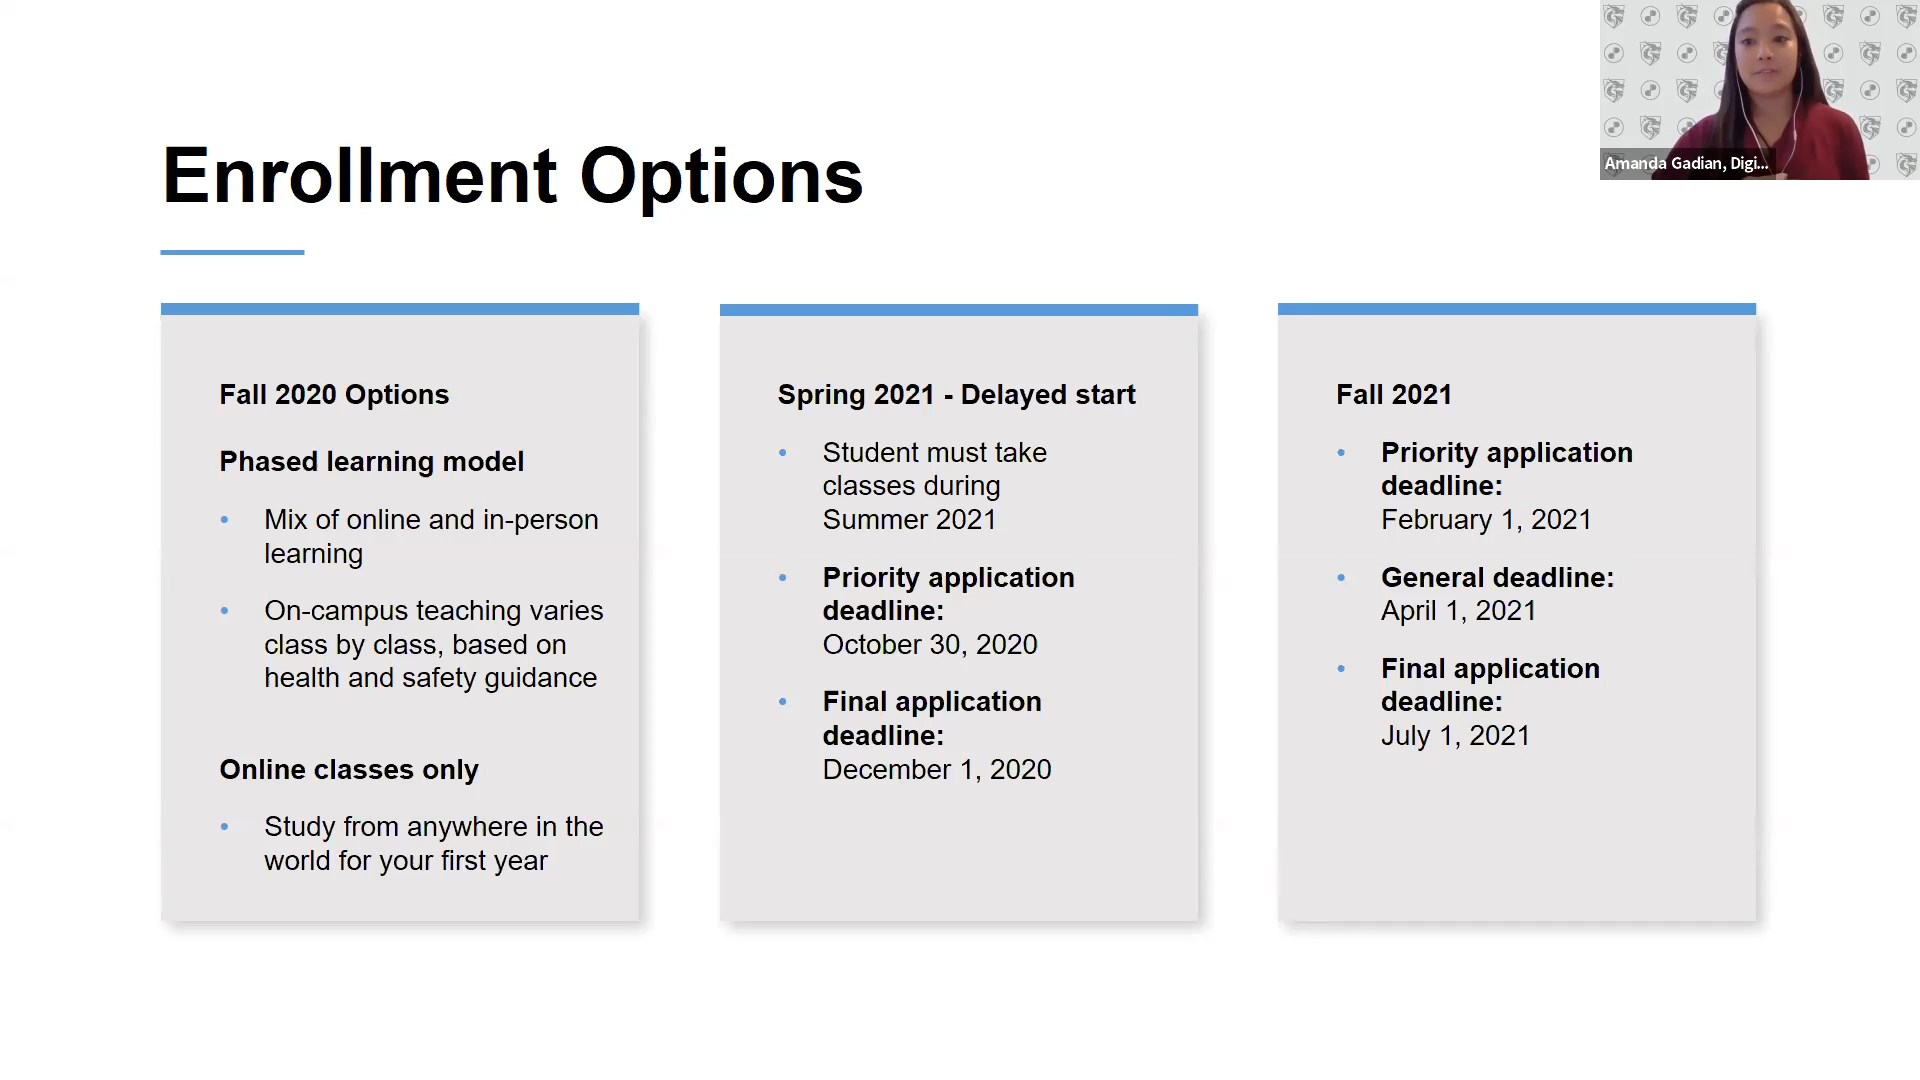 Enrollment Options
Amanda Gadian, Digi...
Fall 2020 Options
Phased learning model
• Mix of online and in-person
learning
• On-campus teaching varies
class by class, based on
health and safety guidance
Online classes only
• Study from anywhere in the
world for your first year
Spring 2021 - Delayed start
• Student must take
classes during
Summer 2021
• Priority application
deadline:
October 30, 2020
• Final application
deadline:
December 1, 2020
Fall 2021
• Priority application
deadline:
February 1, 2021
• General deadline:
April 1, 2021
• Final application
deadline:
July 1, 2021